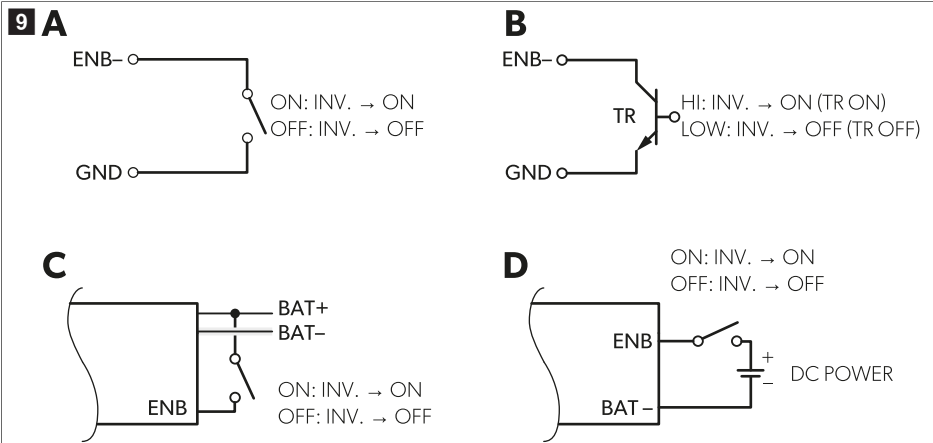 9 A
ENB–
ON: INV. → ON
OFF: INV. → OFF
GND
B
ENB–
TR
HI: INV. → ON (TR ON)
LOW: INV. → OFF (TR OFF)
GND
C
BAT+
BAT–
ENB
ON: INV. → ON
OFF: INV. → OFF
D
ON: INV. → ON
OFF: INV. → OFF
ENB
+
–
DC POWER
BAT –